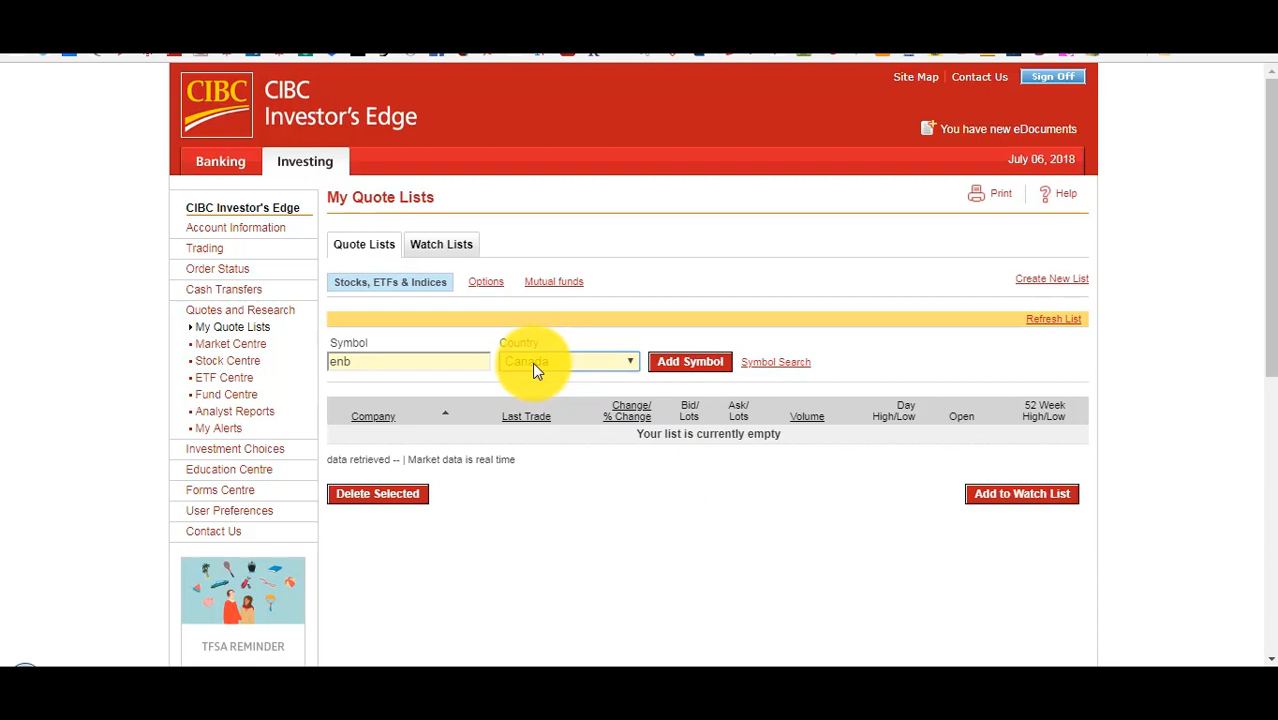 CIBC
CIBC
Investor's Edge
Site Map
Contact Us
Sign Off
You have new eDocuments
Banking
Investing
July 06, 2018
CIBC Investor's Edge
Account Information
Trading
Order Status
Cash Transfers
Quotes and Research
My Quote Lists
Market Centre
Stock Centre
ETF Centre
Fund Centre
Analyst Reports
My Alerts
Investment Choices
Education Centre
Forms Centre
User Preferences
Contact Us
TFSA REMINDER
My Quote Lists
Print
Help
Quote Lists
Watch Lists
Stocks, ETFs & Indices
Options
Mutual funds
Create New List
Refresh List
Symbol
Country
enb
Canada
Add Symbol
Symbol Search
Company
Last Trade
Change/
% Change
Bid/
Lots
Ask/
Lots
Volume
Day
High/Low
Open
52 Week
High/Low
Your list is currently empty
data retrieved -- | Market data is real time
Delete Selected
Add to Watch List